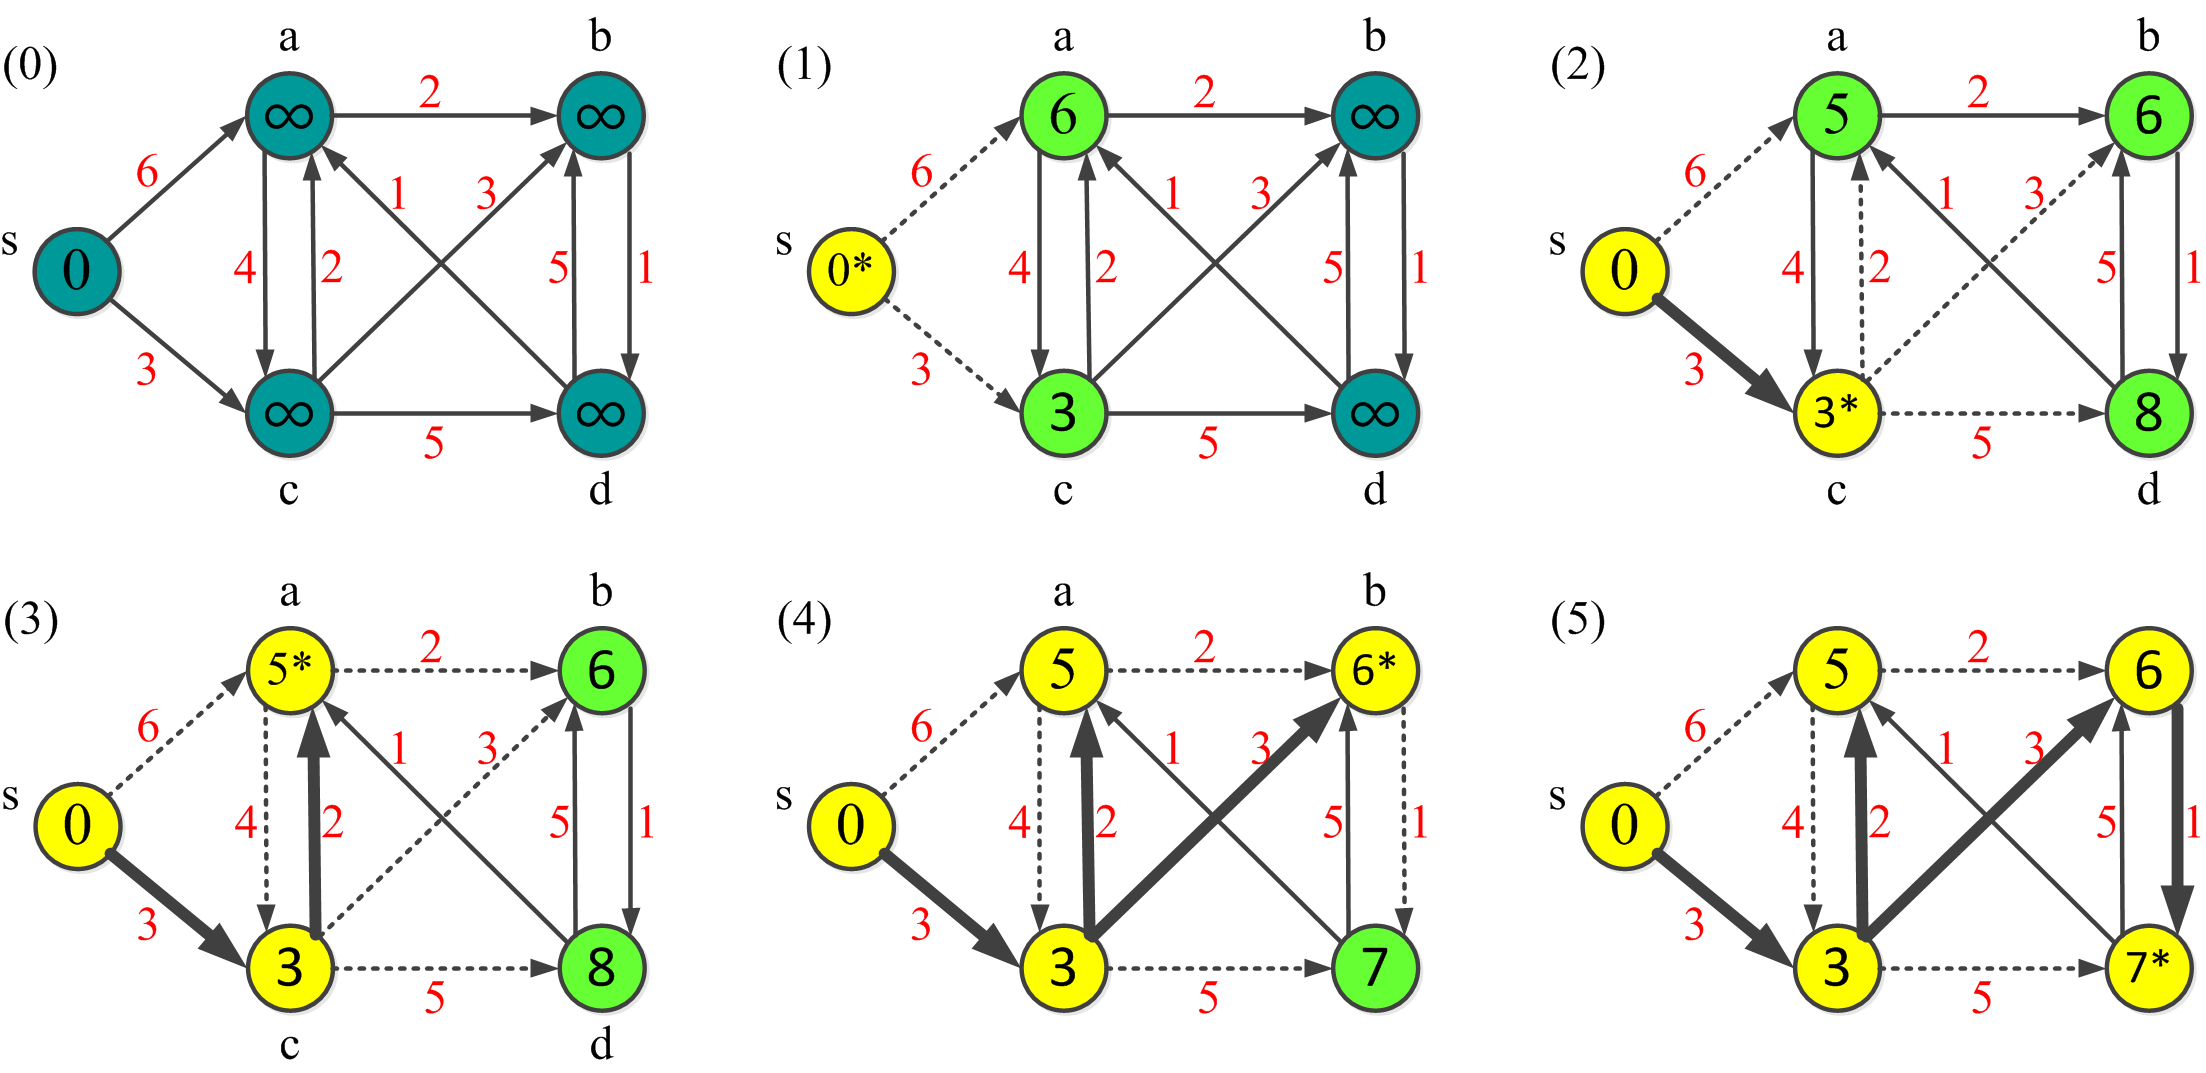 (0) a b (1) a b (2) a b
∞ ∞ 6 ∞ 5 6
2 2 2
6 1 3 6 1 3 6 1 3
s 0 4 2 5 1 s 0* 4 2 5 1 s 0 4 2 5 1
3 3 3
∞ ∞ 3 ∞ 3* 8
5 5 5
c d c d c d
(3) a b (4) a b (5)
5* 6 5 6* 5 6
2 2 2
6 1 3 6 1 3 6 1 3
s 0 4 2 5 1 s 0 4 2 5 1 s 0 4 2 5 1
3 3 3
3 8 3 7 3 7*
5 5 5
c d